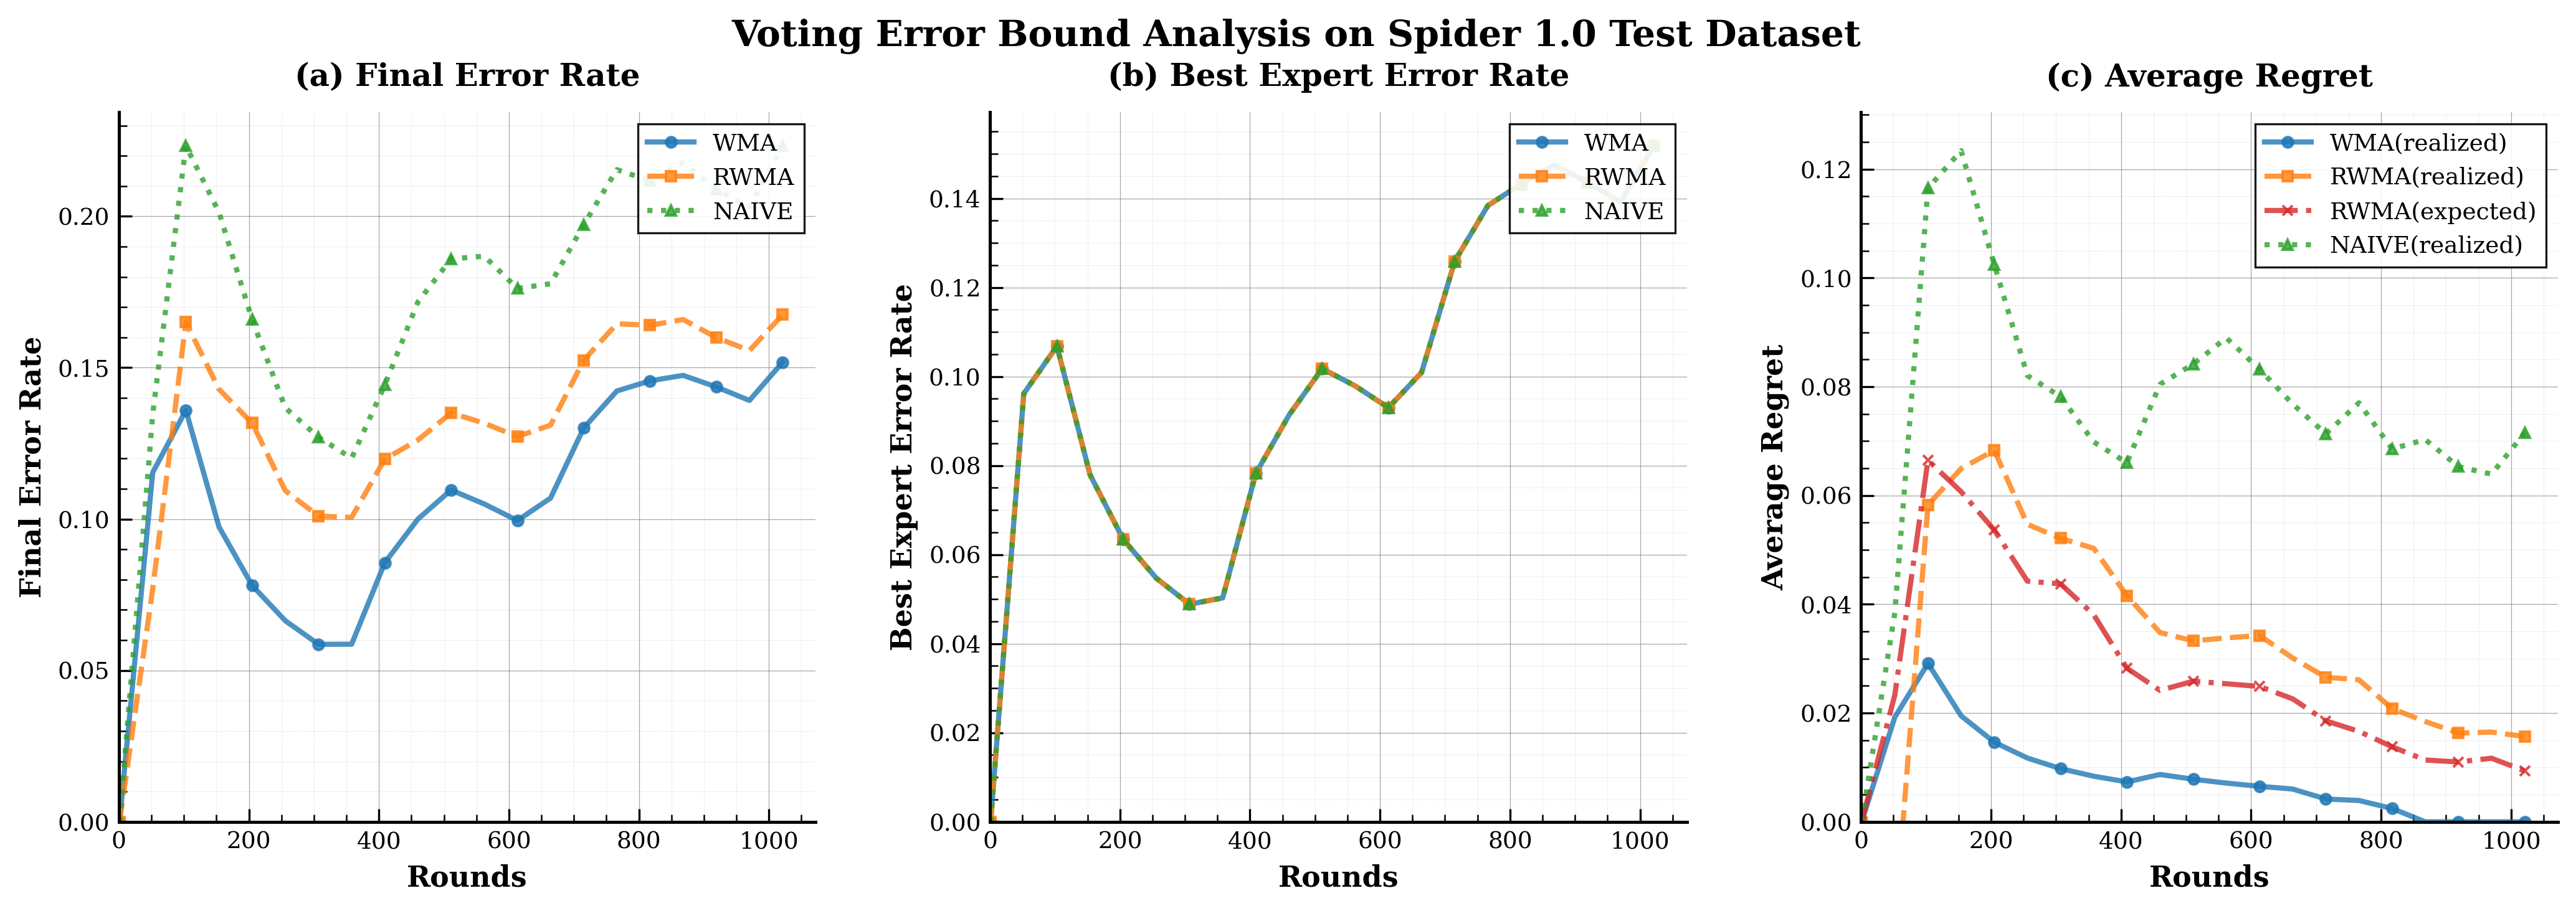 Voting Error Bound Analysis on Spider 1.0 Test Dataset
(a) Final Error Rate
Final Error Rate
0.20
0.15
0.10
0.05
0.00
0 200 400 600 800 1000
Rounds
WMA
RWMA
NAIVE
(b) Best Expert Error Rate
Best Expert Error Rate
0.14
0.12
0.10
0.08
0.06
0.04
0.02
0.00
0 200 400 600 800 1000
Rounds
WMA
RWMA
NAIVE
(c) Average Regret
Average Regret
0.12
0.10
0.08
0.06
0.04
0.02
0.00
0 200 400 600 800 1000
Rounds
WMA(realized)
RWMA(realized)
RWMA(expected)
NAIVE(realized)